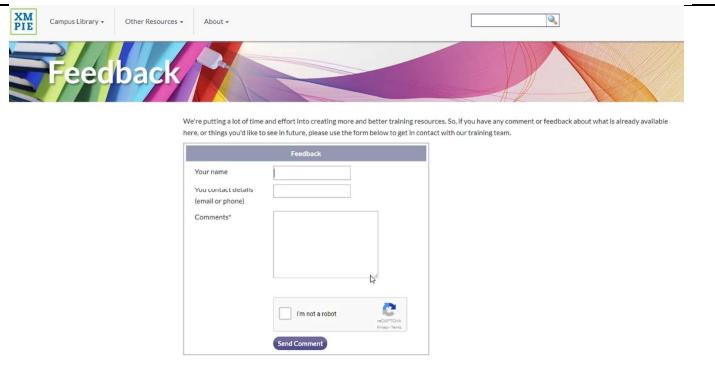 XM
PIE
Campus Library
Other Resources
About
Feedback
We're putting a lot of time and effort into creating more and better training resources. So, if you have any comment or feedback about what is already available
here, or things you'd like to see in future, please use the form below to get in contact with our training team.
Feedback
Your name
You contact details
(email or phone)
Comments*
I'm not a robot
reCAPTCHA
Privacy - Terms
Send Comment